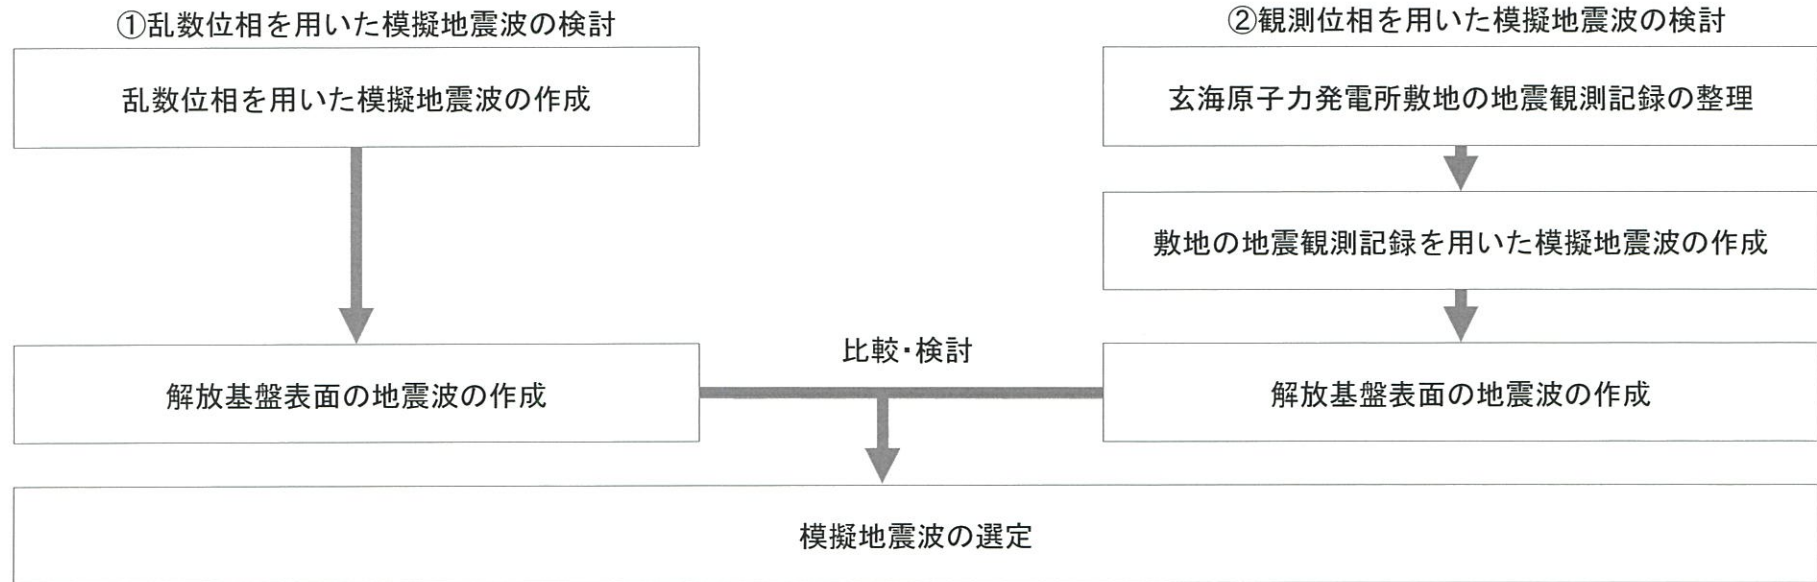 ①乱数位相を用いた模擬地震波の検討
乱数位相を用いた模擬地震波の作成
解放基盤表面の地震波の作成
②観測位相を用いた模擬地震波の検討
玄海原子力発電所敷地の地震観測記録の整理
敷地の地震観測記録を用いた模擬地震波の作成
解放基盤表面の地震波の作成
比較・検討
模擬地震波の選定